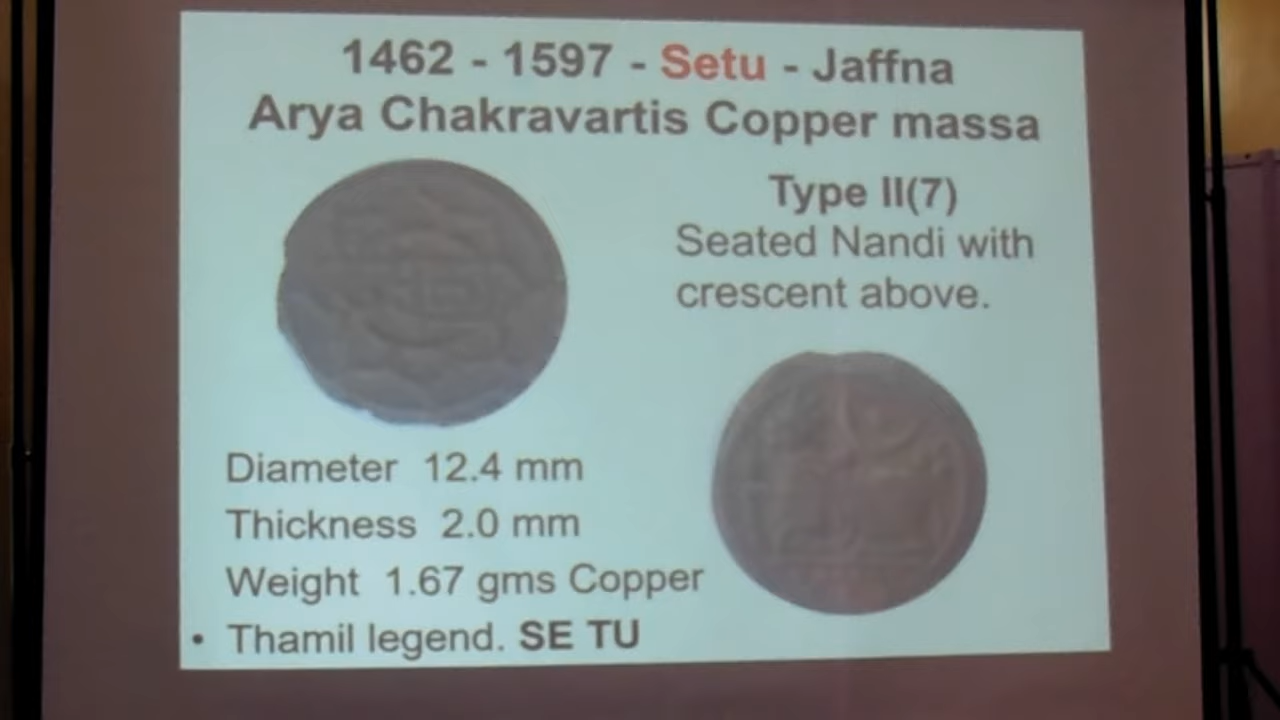 1462 - 1597 - Setu - Jaffna
Arya Chakravartis Copper massa
Type II(7)
Seated Nandi with
crescent above.
Diameter 12.4 mm
Thickness 2.0 mm
Weight 1.67 gms Copper
• Thamil legend. SE TU